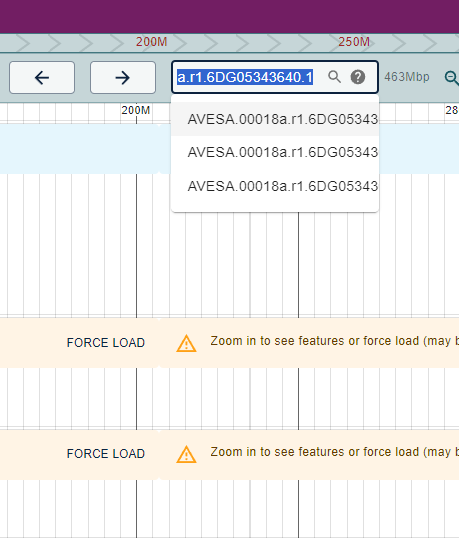 200M 250M
a.r1.6DG05343640.1 463Mbp
200M 28
AVESA.00018a.r1.6DG05343
AVESA.00018a.r1.6DG05343
AVESA.00018a.r1.6DG05343
FORCE LOAD Zoom in to see features or force load (may b
FORCE LOAD Zoom in to see features or force load (may b